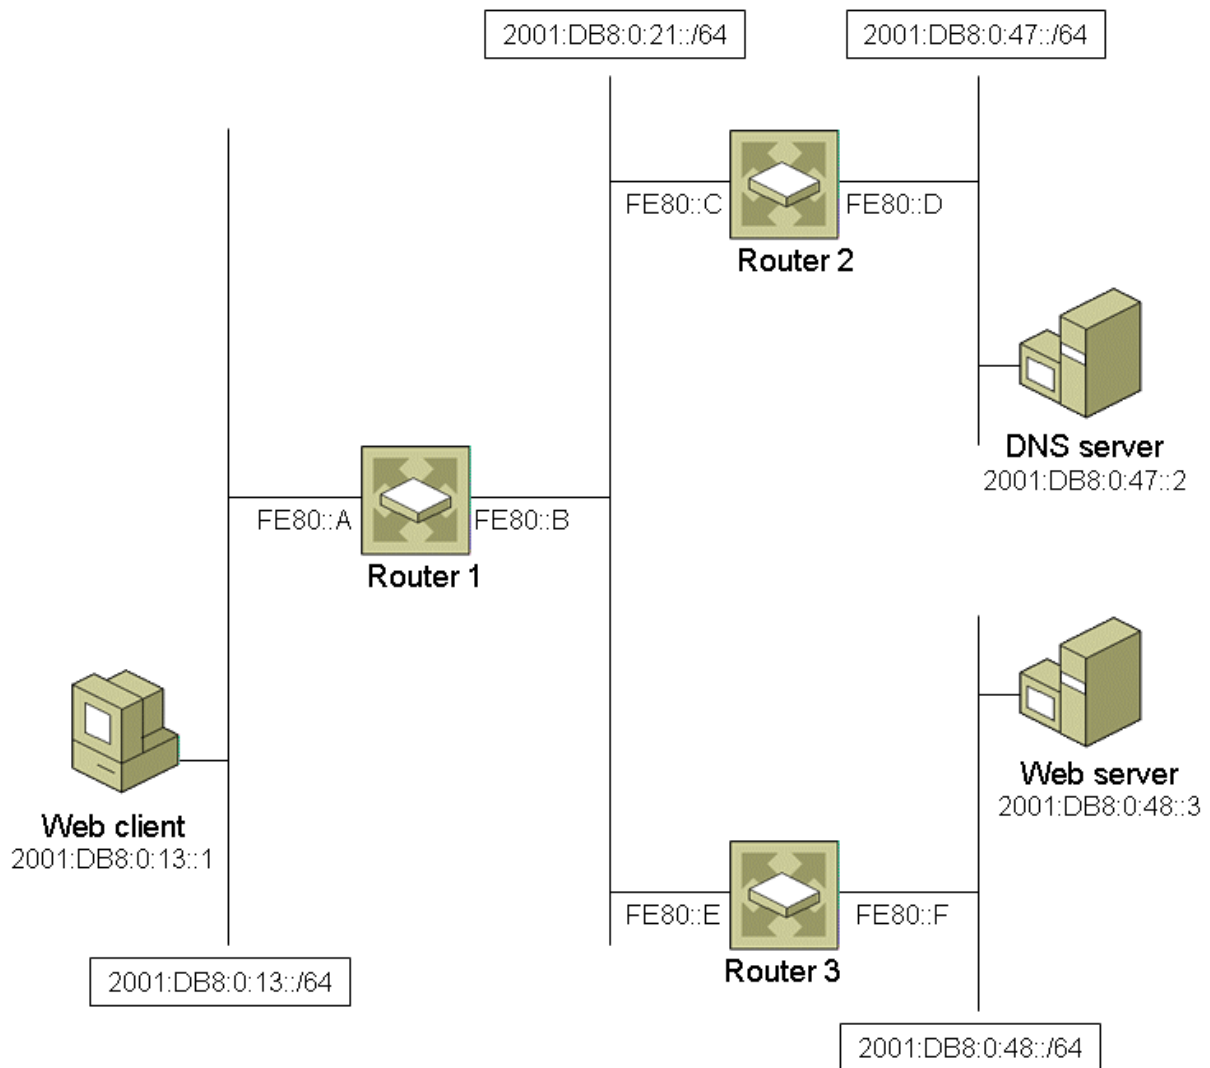 2001:DB8:0:21::/64
2001:DB8:0:47::/64
FE80::C
FE80::D
Router 2
DNS server
2001:DB8:0:47::2
FE80::A
FE80::B
Router 1
Web server
2001:DB8:0:48::3
Web client
2001:DB8:0:13::1
FE80::E
FE80::F
Router 3
2001:DB8:0:13::/64
2001:DB8:0:48::/64